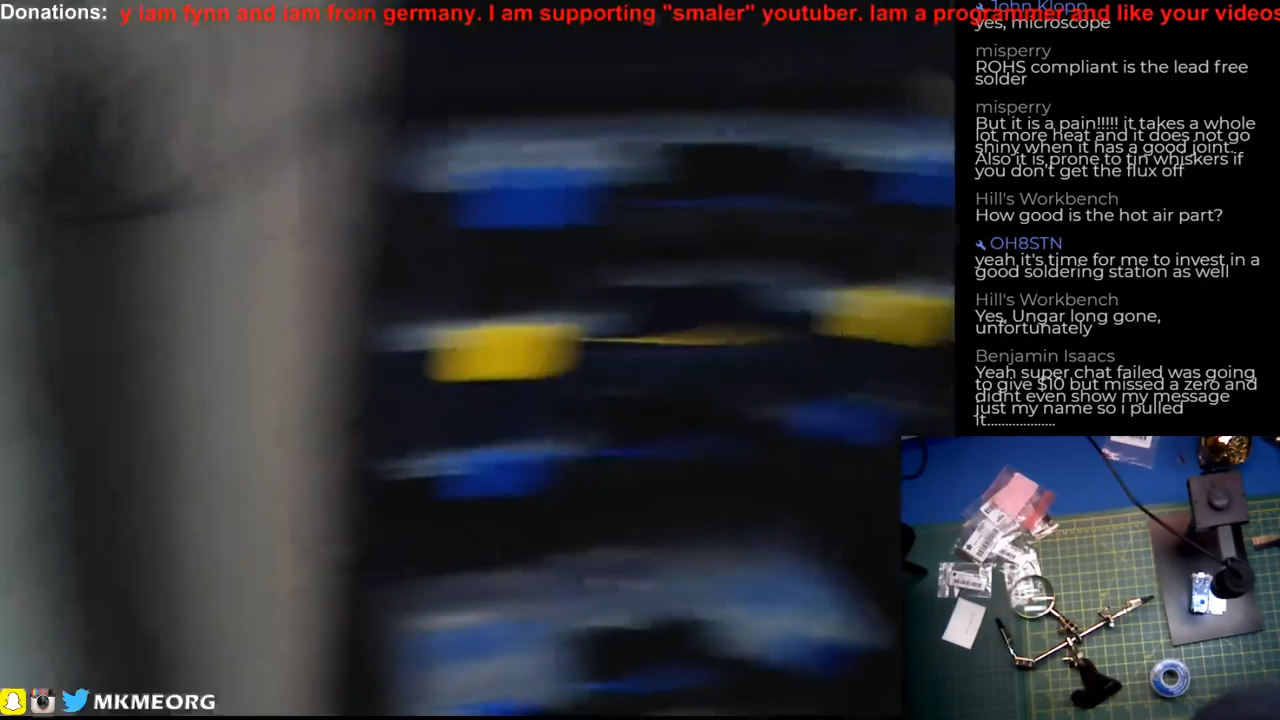 Donations: y Iam fynn and iam from germany. I am supporting "smaler" youtuber. Iam a programmer and like your videos
John Klopp
yes, microscope
misperry
ROHS compliant is the lead free
solder
misperry
But it is a pain!!!!! it takes a whole
lot more heat and it does not go
shiny when it has a good joint..
Also it is prone to tin whiskers if
you don't get the flux off
Hill's Workbench
How good is the hot air part?
OH8STN
yeah it's time for me to invest in a
good soldering station as well
Hill's Workbench
Yes, Ungar long gone,
unfortunately
Benjamin Isaacs
Yeah super chat failed was going
to give $10 but missed a zero and
didnt even show my message
just my name so i pulled
it...................
MKMEORG